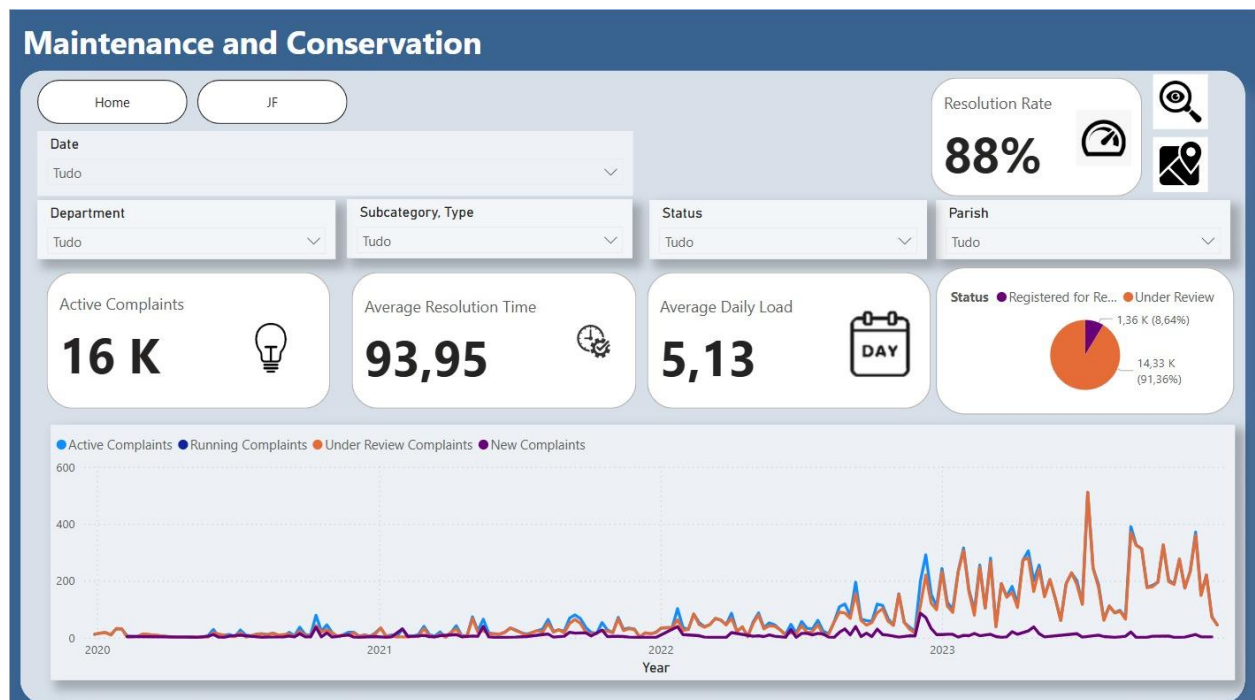 Maintenance and Conservation
Home
JF
Resolution Rate
88%
Date
Tudo
Department
Tudo
Subcategory, Type
Tudo
Status
Tudo
Parish
Tudo
Active Complaints
16 K
Average Resolution Time
93,95
Average Daily Load
5,13
DAY
Status Registered for Re... Under Review
1,36 K (8,64%)
14,33 K
(91,36%)
Active Complaints Running Complaints Under Review Complaints New Complaints
600
400
200
0
2020 2021 2022 2023
Year